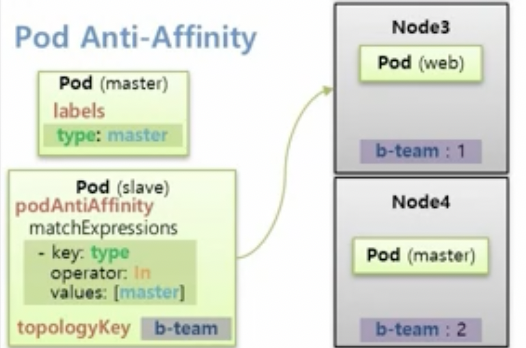 Pod Anti-Affinity
Pod (master)
labels
type: master
Pod (slave)
podAntiAffinity
matchExpressions
- key: type
operator: In
values: [master]
topologyKey b-team
Node3
Pod (web)
b-team : 1
Node4
Pod (master)
b-team : 2